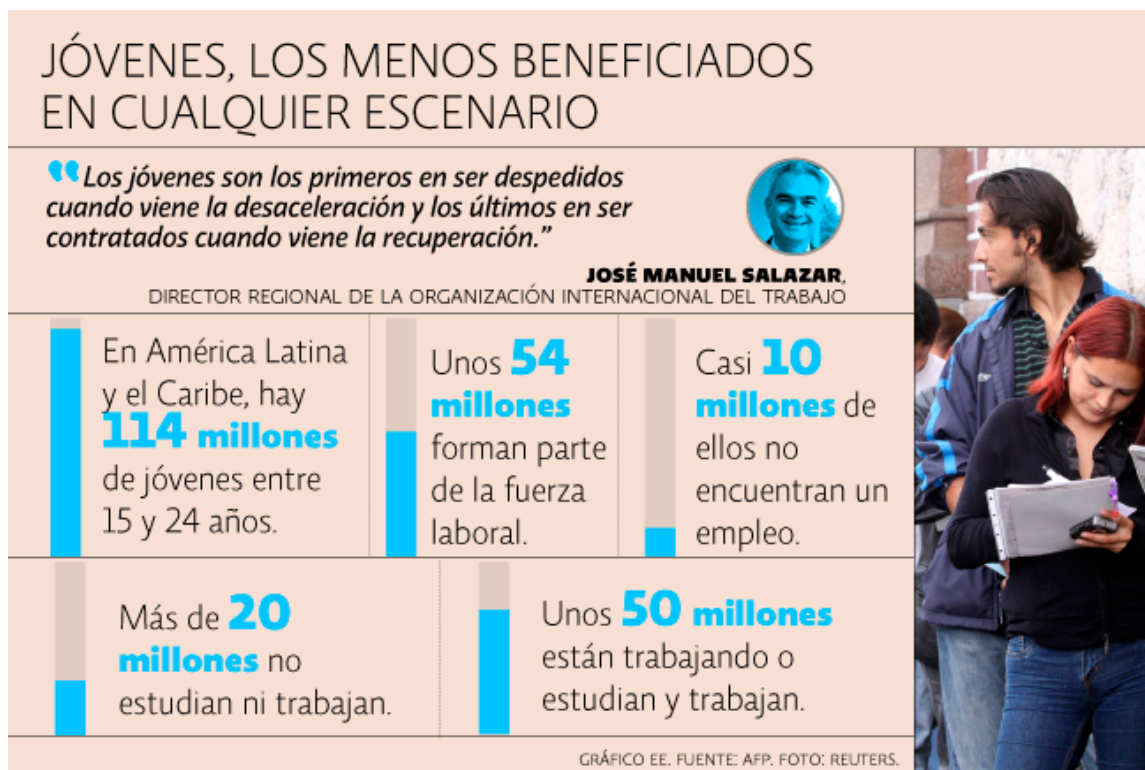 JÓVENES, LOS MENOS BENEFICIADOS
EN CUALQUIER ESCENARIO
“Los jóvenes son los primeros en ser despedidos
cuando viene la desaceleración y los últimos en ser
contratados cuando viene la recuperación.”
JOSÉ MANUEL SALAZAR,
DIRECTOR REGIONAL DE LA ORGANIZACIÓN INTERNACIONAL DEL TRABAJO
En América Latina
y el Caribe, hay
114 millones
de jóvenes entre
15 y 24 años.
Unos 54
millones
forman parte
de la fuerza
laboral.
Casi 10
millones de
ellos no
encuentran un
empleo.
Más de 20
millones no
estudian ni trabajan.
Unos 50 millones
están trabajando o
estudian y trabajan.
GRÁFICO EE. FUENTE: AFP. FOTO: REUTERS.